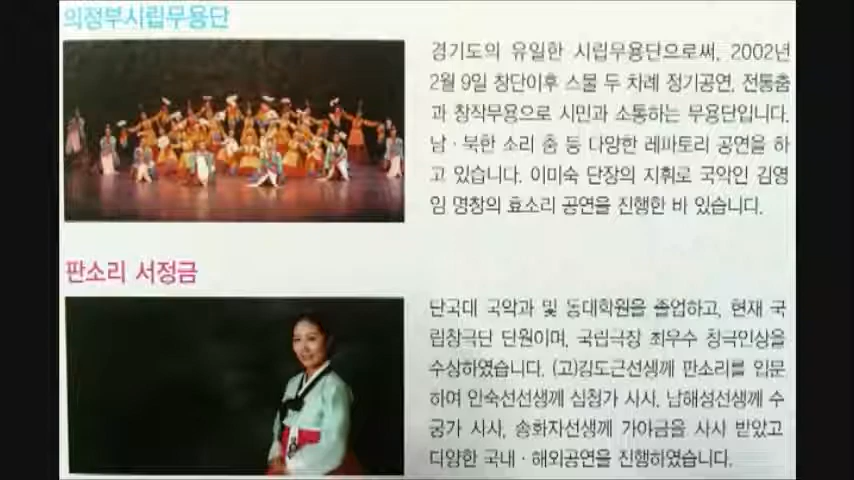 의정부시립무용단
경기도의 유일한 시립무용단으로써, 2002년
2월 9일 창단이후 스물 두 차례 정기공연, 전통춤
과 창작무용으로 시민과 소통하는 무용단입니다.
남·북한 소리 춤 등 다양한 레파토리 공연을 하
고 있습니다. 이미숙 단장의 지휘로 국악인 김영
임 명창의 효소리 공연을 진행한 바 있습니다.
판소리 서정금
단국대 국악과 및 동대학원을 졸업하고, 현재 국
립창극단 단원이며, 국립극장 최우수 창극인상을
수상하였습니다. (고)김도근선생께 판소리를 입문
하여 안숙선선생께 심청가 사사, 남해성선생께 수
궁가 사사, 송화자선생께 가야금을 사사 받았고
다양한 국내·해외공연을 진행하였습니다.